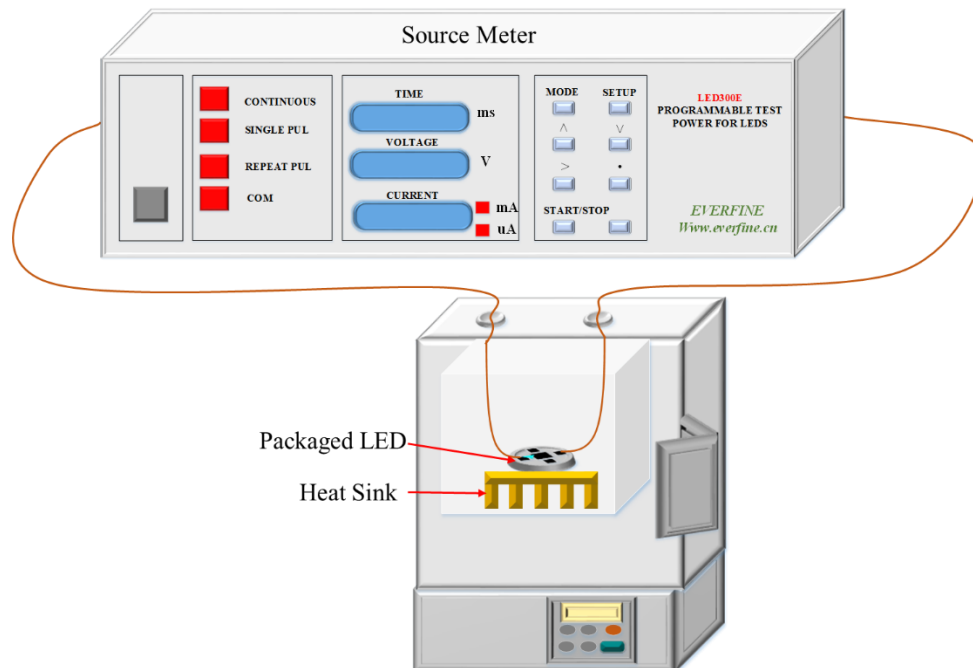 Source Meter
CONTINUOUS
SINGLE PUL
REPEAT PUL
COM
TIME
ms
VOLTAGE
V
CURRENT
mA
uA
MODE SETUP
^ v
> •
START/STOP
LED300E
PROGRAMMABLE TEST
POWER FOR LEDS
EVERFINE
Www.everfine.cn
Packaged LED
Heat Sink